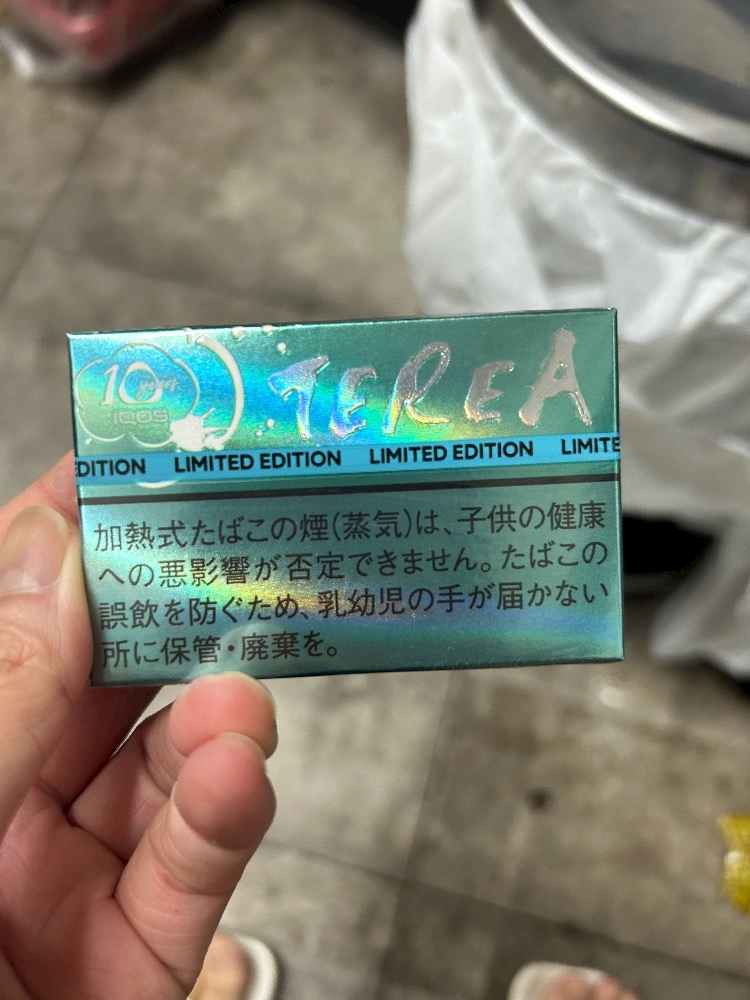 10 years
IQOS
TEREA
DITION LIMITED EDITION LIMITED EDITION LIMITE
加熱式たばこの煙(蒸気)は、子供の健康
への悪影響が否定できません。たばこの
誤飲を防ぐため、乳幼児の手が届かない
所に保管・廃棄を。